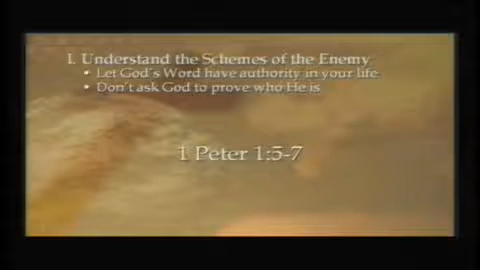 I. Understand the Schemes of the Enemy
• Let God's Word have authority in your life
• Don't ask God to prove who He is
1 Peter 1:5-7